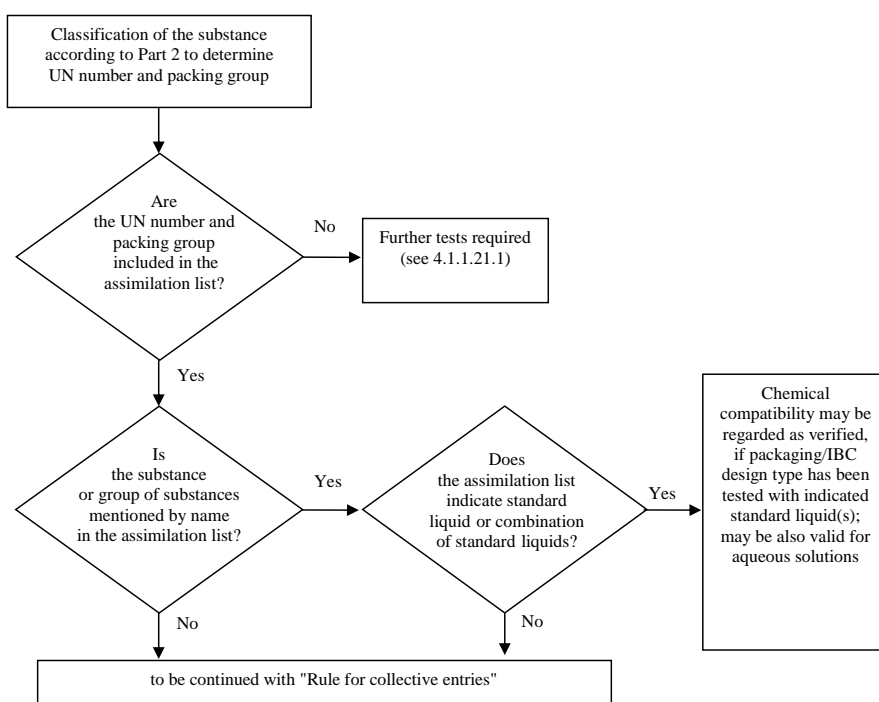 Classification of the substance
according to Part 2 to determine
UN number and packing group
Are
the UN number and
packing group
included in the
assimilation list?
No
Further tests required
(see 4.1.1.21.1)
Yes
Is
the substance
or group of substances
mentioned by name
in the assimilation list?
Yes
Does
the assimilation list
indicate standard
liquid or combination
of standard liquids?
Yes
Chemical
compatibility may be
regarded as verified,
if packaging/IBC
design type has been
tested with indicated
standard liquid(s);
may be also valid for
aqueous solutions
No
No
to be continued with "Rule for collective entries"